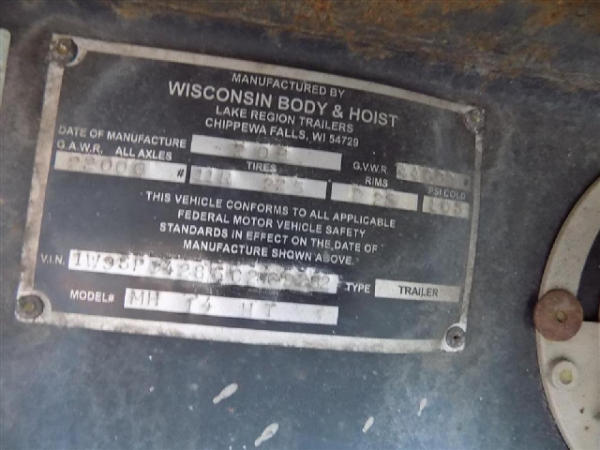 MANUFACTURED BY
WISCONSIN BODY & HOIST
LAKE REGION TRAILERS
CHIPPEWA FALLS, WI 54729
DATE OF MANUFACTURE G.V.W.R.
G.A.W.R. ALL AXLES TIRES RIMS PSI COLD
#
THIS VEHICLE CONFORMS TO ALL APPLICABLE
FEDERAL MOTOR VEHICLE SAFETY
STANDARDS IN EFFECT ON THE DATE OF
MANUFACTURE SHOWN ABOVE
V.I.N. TYPE TRAILER
MODEL# MH